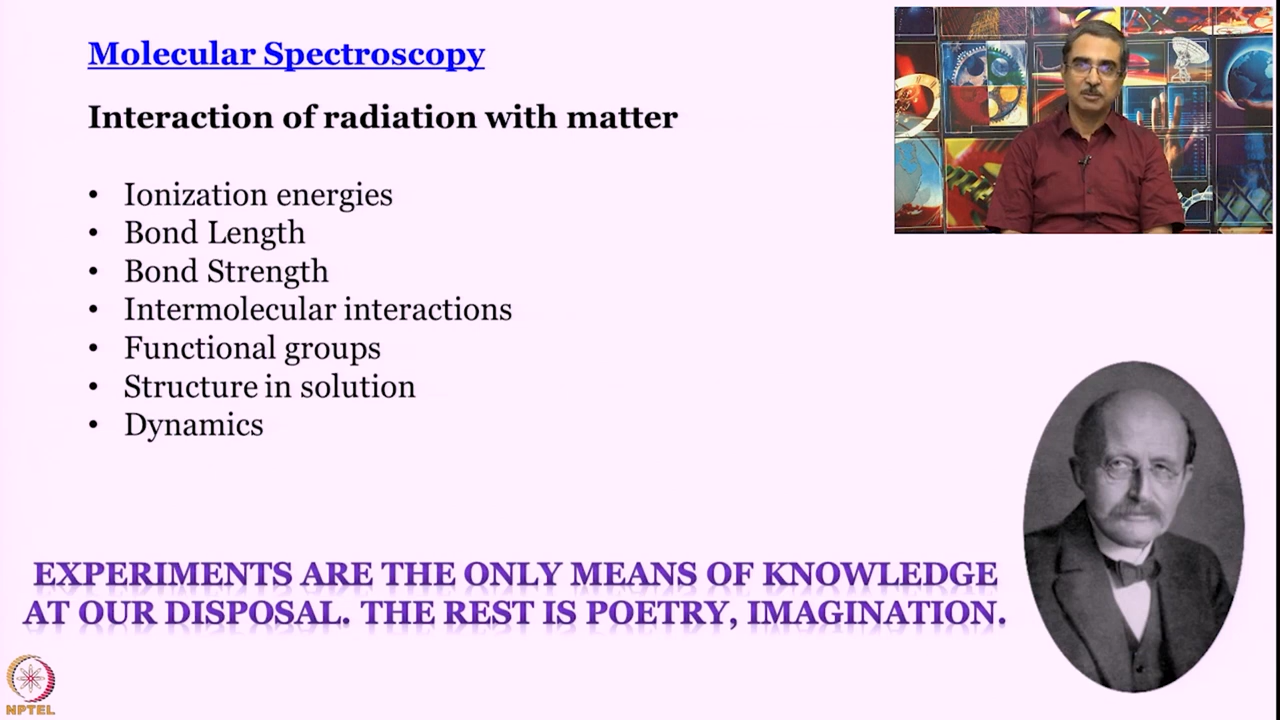 Molecular Spectroscopy
Interaction of radiation with matter
• Ionization energies
• Bond Length
• Bond Strength
• Intermolecular interactions
• Functional groups
• Structure in solution
• Dynamics
EXPERIMENTS ARE THE ONLY MEANS OF KNOWLEDGE
AT OUR DISPOSAL. THE REST IS POETRY, IMAGINATION.
NPTEL